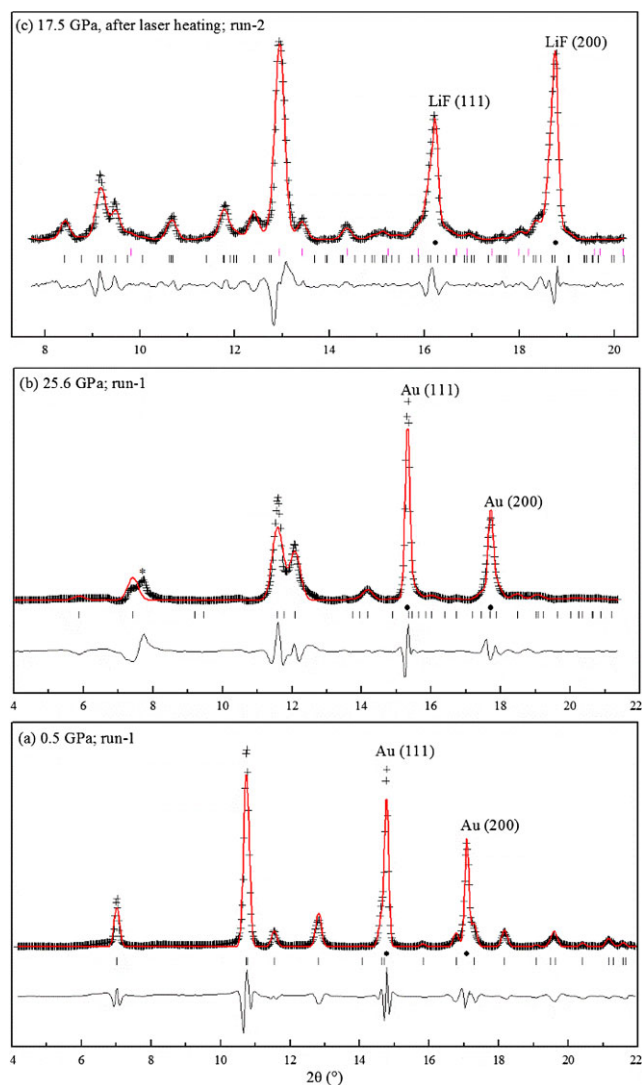 (c) 17.5 GPa, after laser heating; run-2
LiF (200)
LiF (111)
*
8 10 12 14 16 18 20
(b) 25.6 GPa; run-1
Au (111)
Au (200)
*
4 6 8 10 12 14 16 18 20 22
(a) 0.5 GPa; run-1
Au (111)
Au (200)
4 6 8 10 12 14 16 18 20 22
2θ (°)